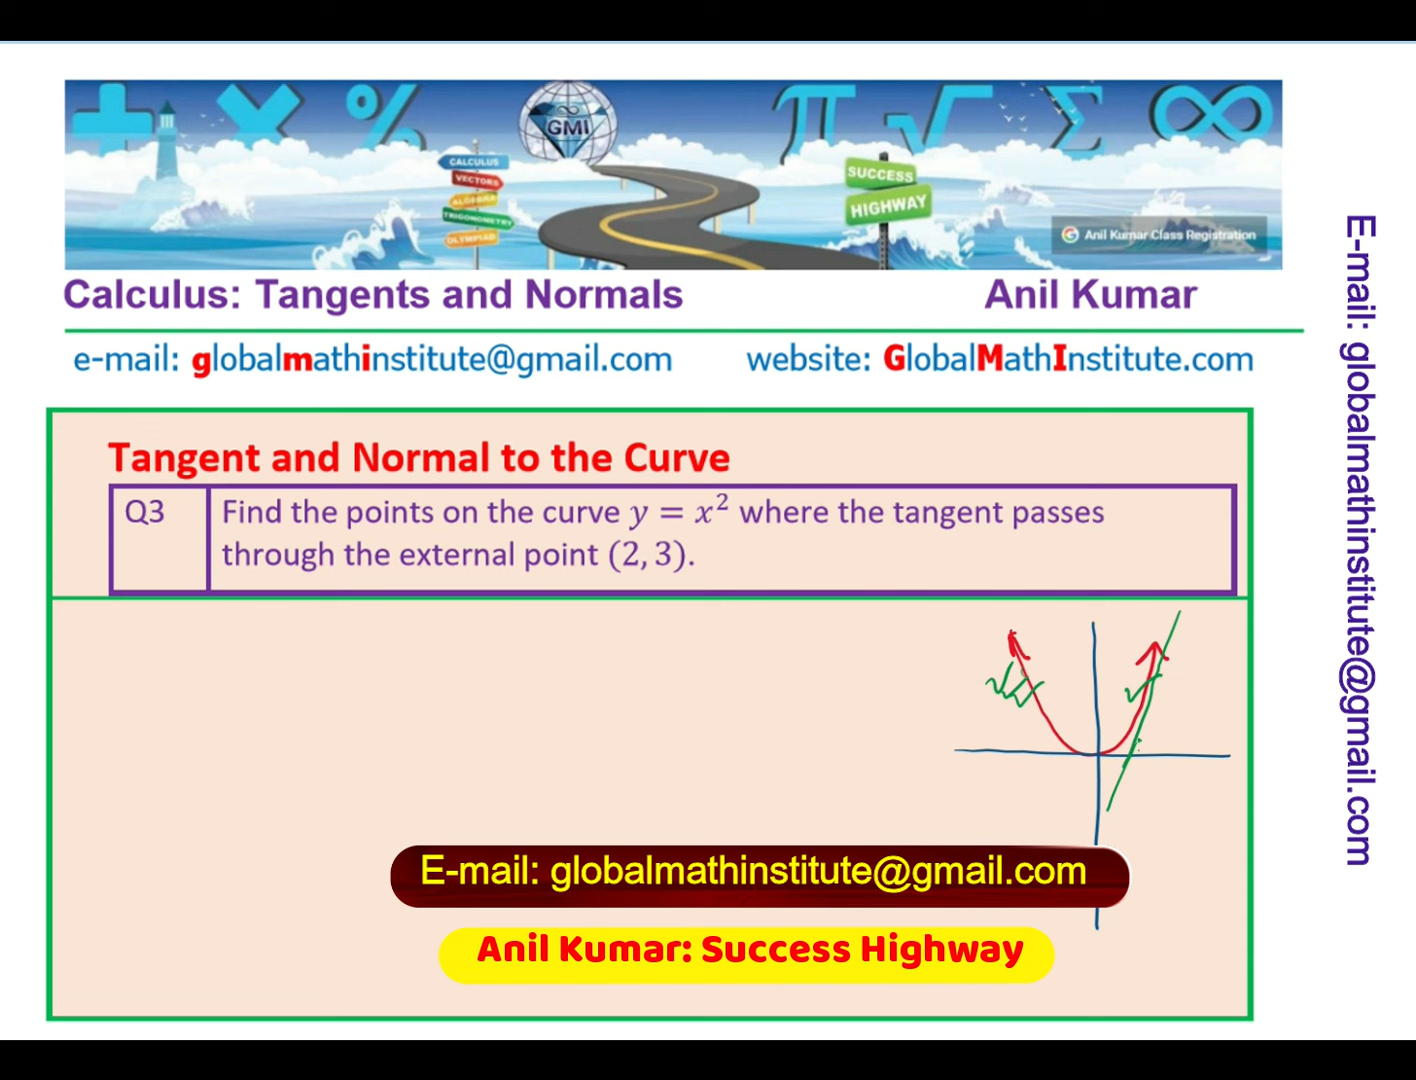 GMI
CALCULUS
VECTORS
ALGEBRA
TRIGONOMETRY
OLYMPIAD
SUCCESS
HIGHWAY
Anil Kumar Class Registration
Calculus: Tangents and Normals Anil Kumar
e-mail: globalmathinstitute@gmail.com website: GlobalMathInstitute.com
Tangent and Normal to the Curve
Q3 Find the points on the curve y = x² where the tangent passes
through the external point (2, 3).
E-mail: globalmathinstitute@gmail.com
Anil Kumar: Success Highway
E-mail: globalmathinstitute@gmail.com